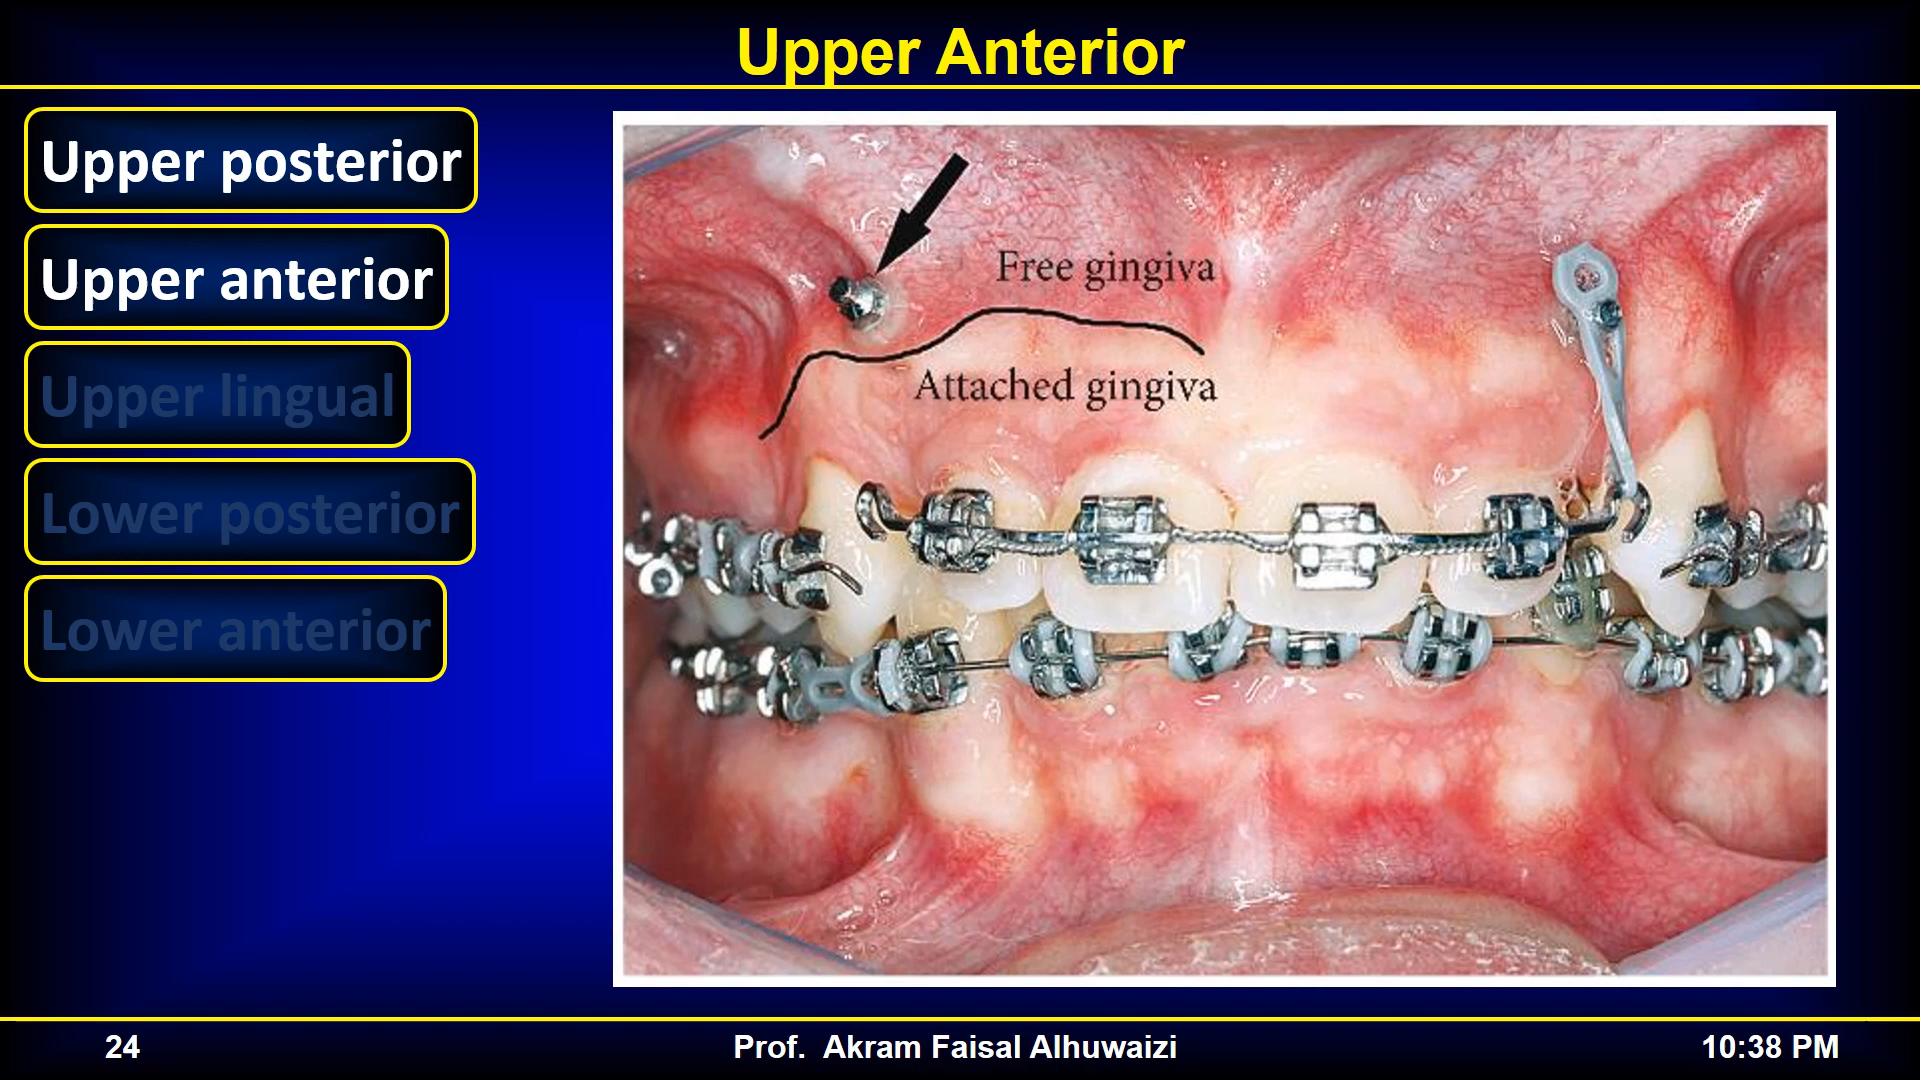 Upper Anterior
Upper posterior
Upper anterior
Upper lingual
Lower posterior
Lower anterior
Free gingiva
Attached gingiva
24
Prof.  Akram Faisal Alhuwaizi
10:38 PM